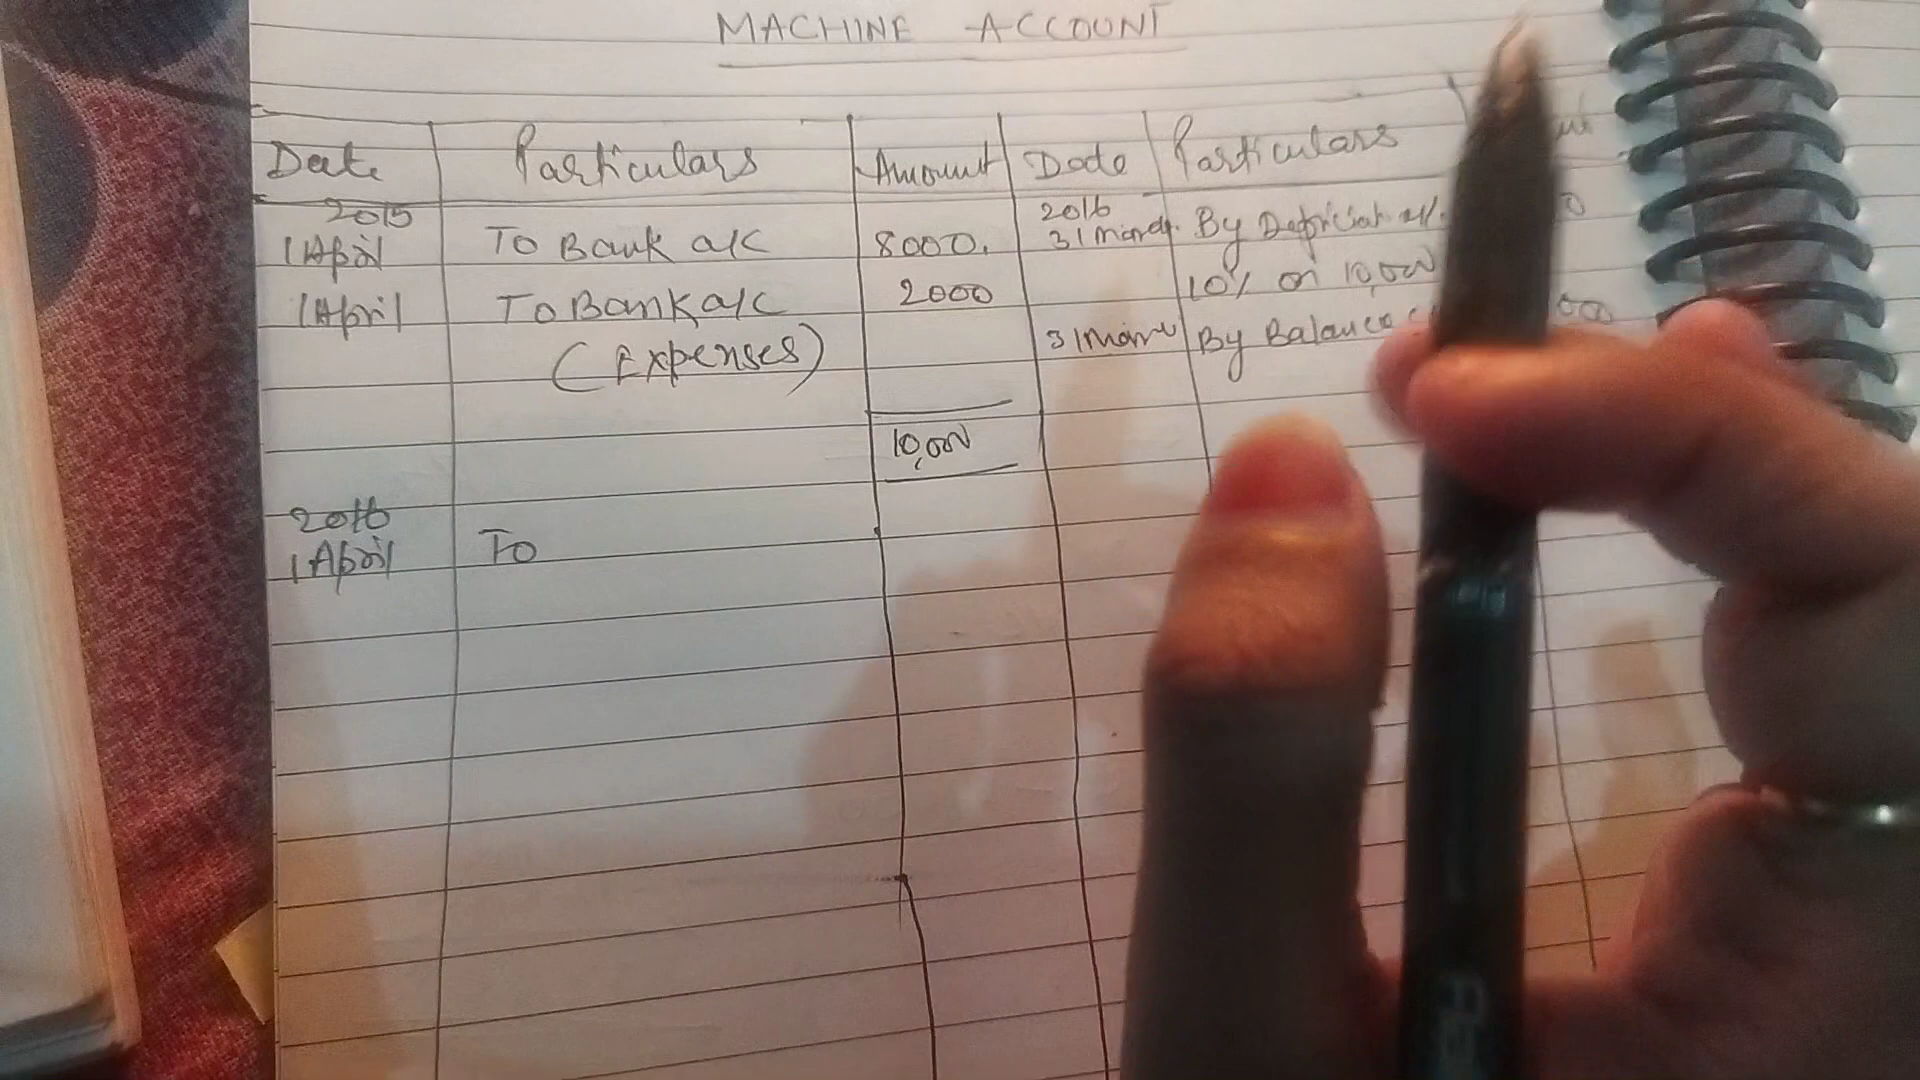 MACHINE ACCOUNT
Date Particulars Amount Date Particulars
2015 2016
1 April To Bank a/c 8000. 31 March. By
10% on 10,000
1 April To Bank a/c 2000
(Expenses) 31 March By Balance
10,000
2016
1 April To